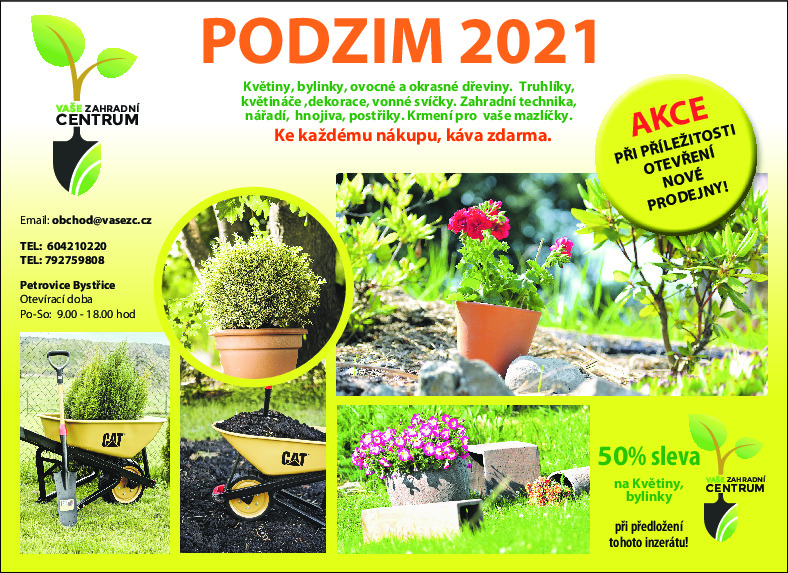 PODZIM 2021
VAŠE ZAHRADNÍ
CENTRUM
Květiny, bylinky, ovocné a okrasné dřeviny. Truhlíky,
květináče ,dekorace, vonné svíčky. Zahradní technika,
nářadí, hnojiva, postřiky. Krmení pro vaše mazlíčky.
Ke každému nákupu, káva zdarma.
AKCE
PŘI PŘÍLEŽITOSTI
OTEVŘENÍ
NOVÉ
PRODEJNY!
Email: obchod@vasezc.cz
TEL: 604210220
TEL: 792759808
Petrovice Bystřice
Otevírací doba
Po-So: 9.00 - 18.00 hod
CAT
CAT
50% sleva
na Květiny,
bylinky
při předložení
tohoto inzerátu!
VAŠE ZAHRADNÍ
CENTRUM